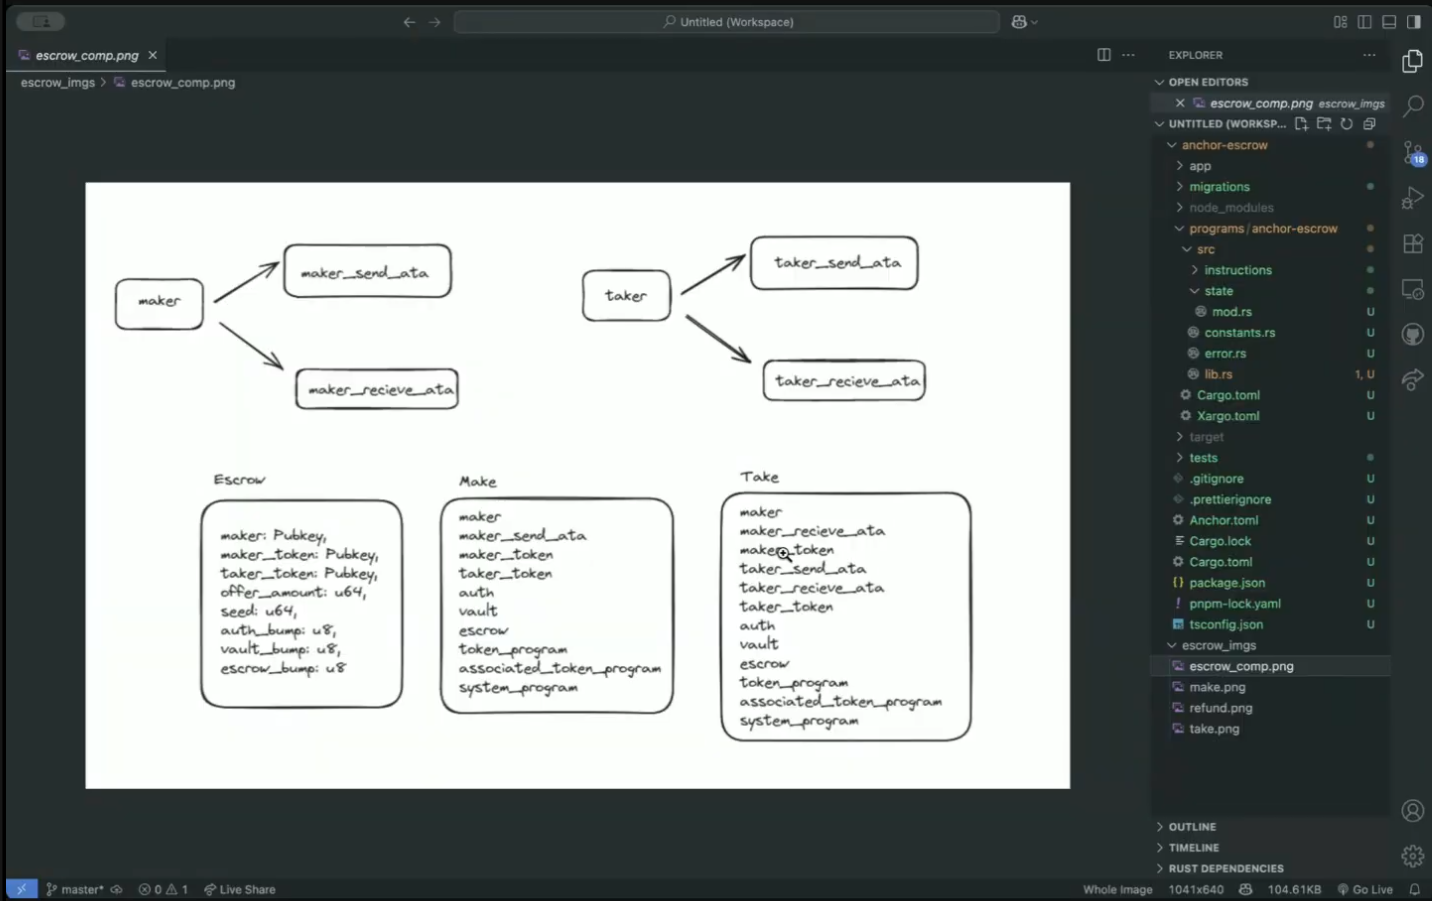 Untitled (Workspace)
escrow_comp.png
escrow_imgs > escrow_comp.png
maker
maker_send_ata
maker_recieve_ata
taker
taker_send_ata
taker_recieve_ata
Escrow
maker: Pubkey,
maker_token: Pubkey,
taker_token: Pubkey,
offer_amount: u64,
seed: u64,
auth_bump: u8,
vault_bump: u8,
escrow_bump: u8
Make
maker
maker_send_ata
maker_token
taker_token
auth
vault
escrow
token_program
associated_token_program
system_program
Take
maker
maker_recieve_ata
maker_token
taker_send_ata
taker_recieve_ata
taker_token
auth
vault
escrow
token_program
associated_token_program
system_program
EXPLORER
OPEN EDITORS
escrow_comp.png escrow_imgs
UNTITLED (WORKSP...
anchor-escrow
app
migrations
node_modules
programs/anchor-escrow
src
instructions
state
mod.rs U
constants.rs U
error.rs U
lib.rs 1, U
Cargo.toml U
Xargo.toml U
target
tests
.gitignore U
.prettierignore U
Anchor.toml U
Cargo.lock U
Cargo.toml U
package.json U
pnpm-lock.yaml U
tsconfig.json U
escrow_imgs
escrow_comp.png
make.png
refund.png
take.png
OUTLINE
TIMELINE
RUST DEPENDENCIES
18
master* 0 1 Live Share
Whole Image 1041x640 104.61KB Go Live